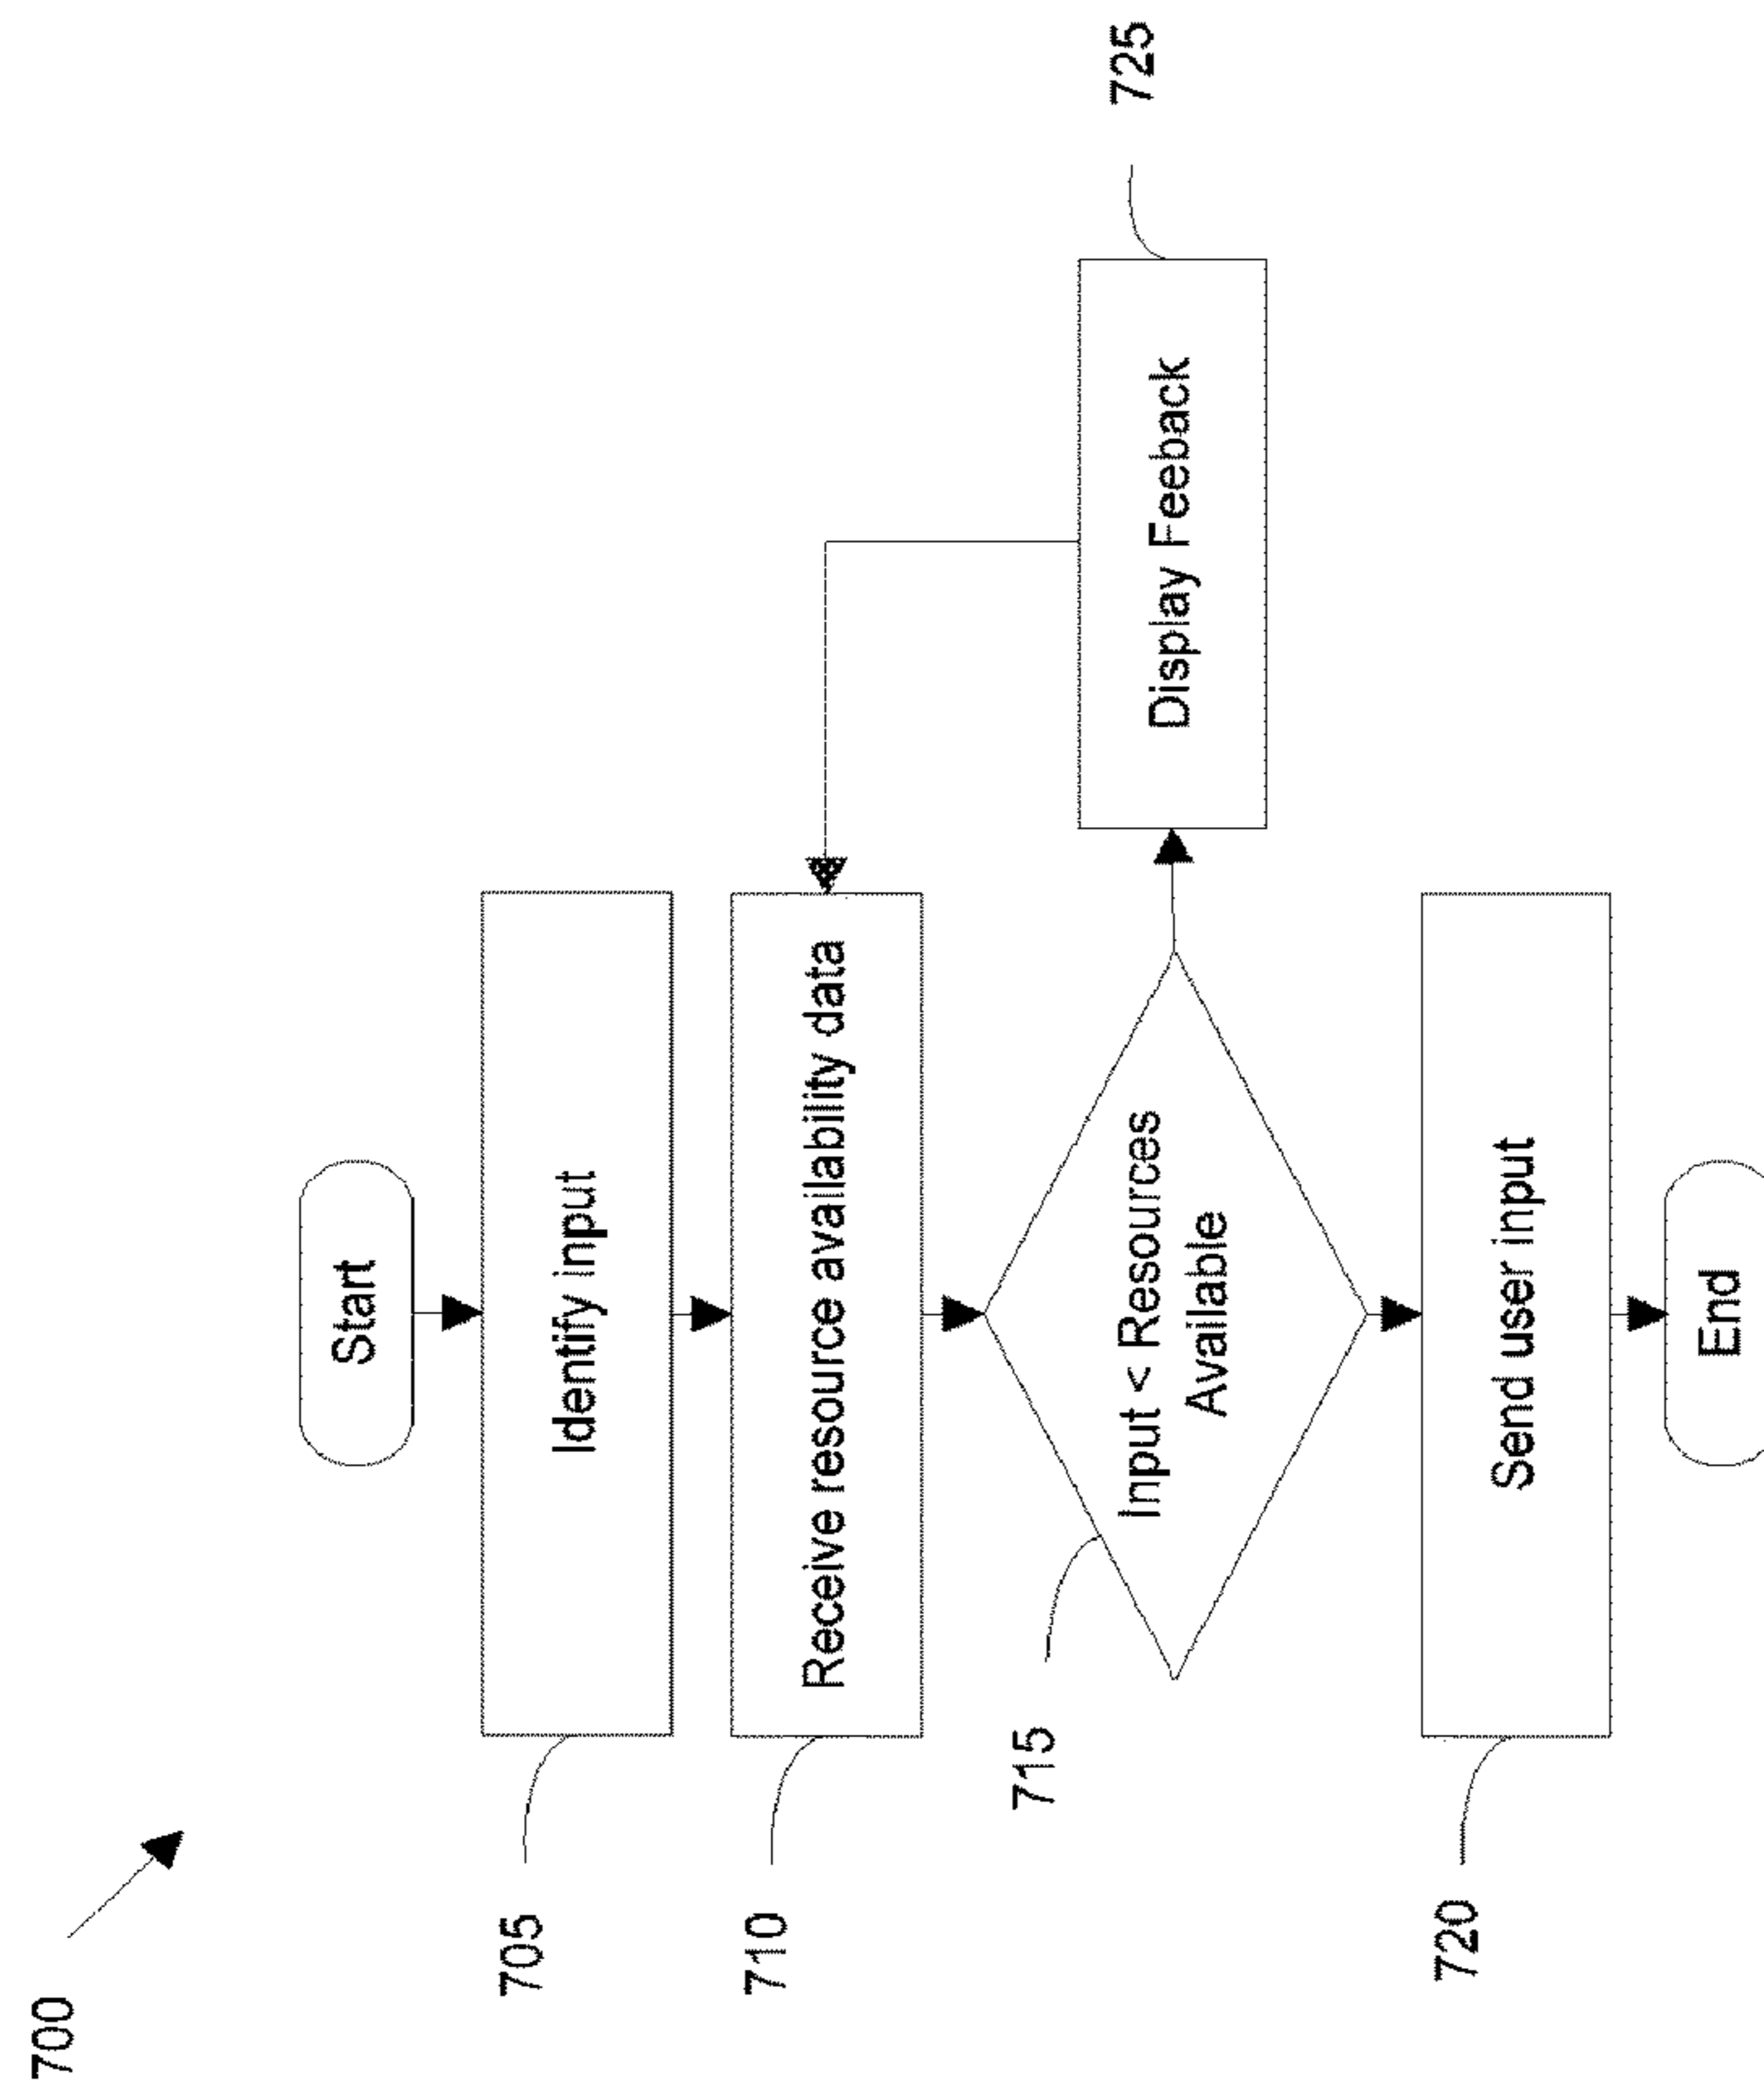 700
Start
705
Identify input
710
Receive resource availability data
715
Input < Resources
Available
725
Display Feeback
720
Send user input
End